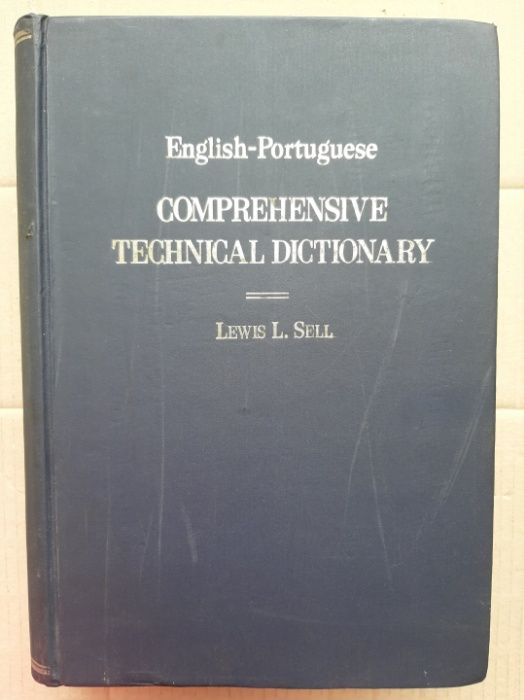 English-Portuguese
COMPREHENSIVE
TECHNICAL DICTIONARY
LEWIS L. SELL